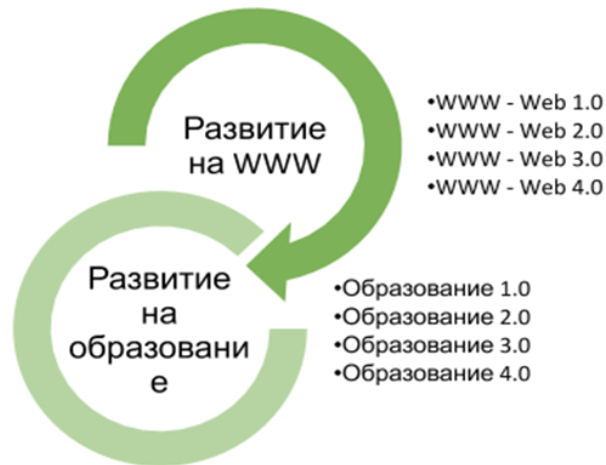 Развитие
на WWW
•WWW - Web 1.0
•WWW - Web 2.0
•WWW - Web 3.0
•WWW - Web 4.0
Развитие
на
образовани
е
•Образование 1.0
•Образование 2.0
•Образование 3.0
•Образование 4.0